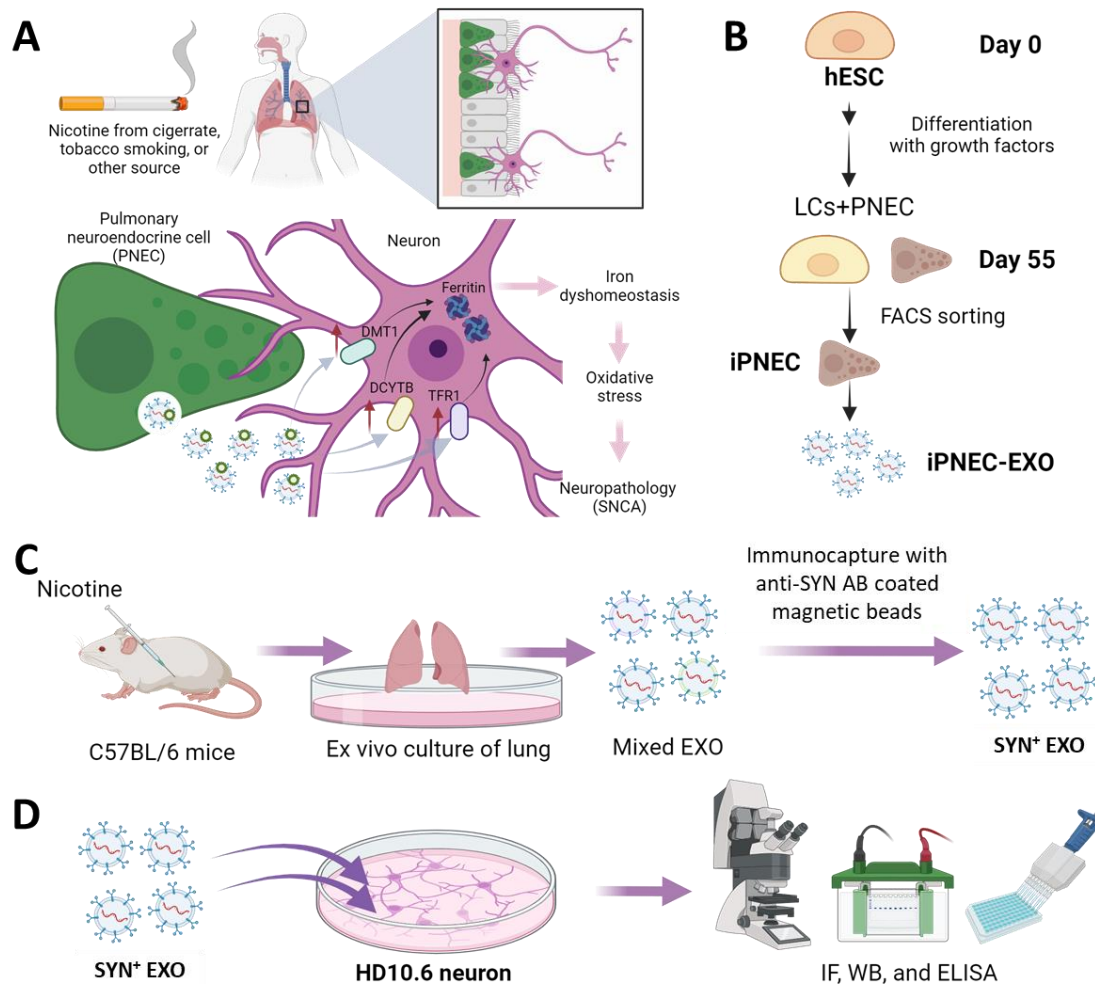 A
Nicotine from cigerrate,
tobacco smoking, or
other source
Pulmonary
neuroendocrine cell
(PNEC)
Neuron
Ferritin
DMT1
DCYTB
TFR1
Iron
dyshomeostasis
Oxidative
stress
Neuropathology
(SNCA)
B
hESC
Day 0
Differentiation
with growth factors
LCs+PNEC
Day 55
FACS sorting
iPNEC
iPNEC-EXO
C
Nicotine
C57BL/6 mice
Ex vivo culture of lung
Mixed EXO
Immunocapture with
anti-SYN AB coated
magnetic beads
SYN⁺ EXO
D
SYN⁺ EXO
HD10.6 neuron
IF, WB, and ELISA